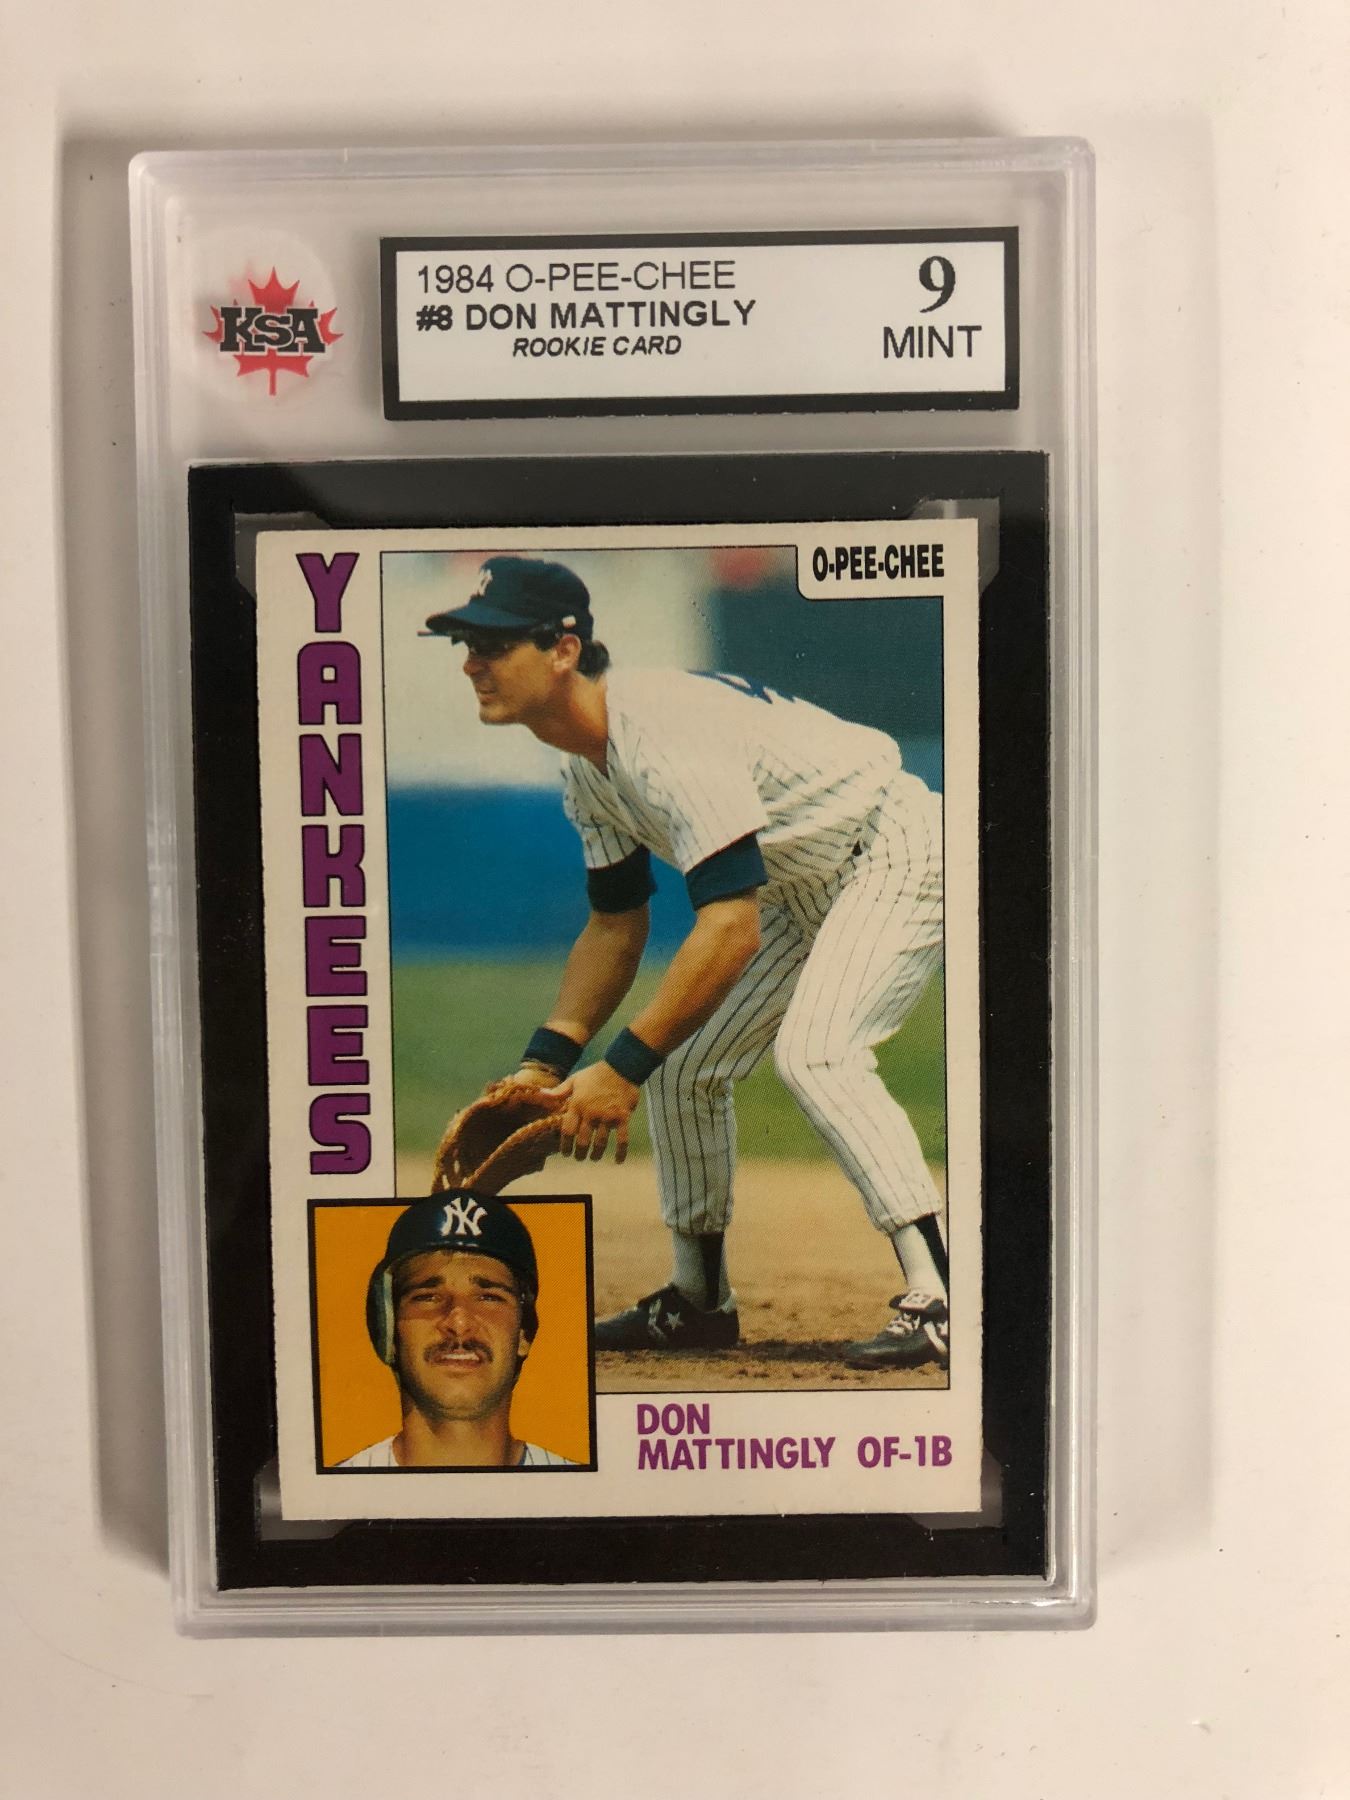 KSA
1984 O-PEE-CHEE
#8 DON MATTINGLY
ROOKIE CARD
9
MINT
O-PEE-CHEE
YANKEES
NY
DON
MATTINGLY OF-1B